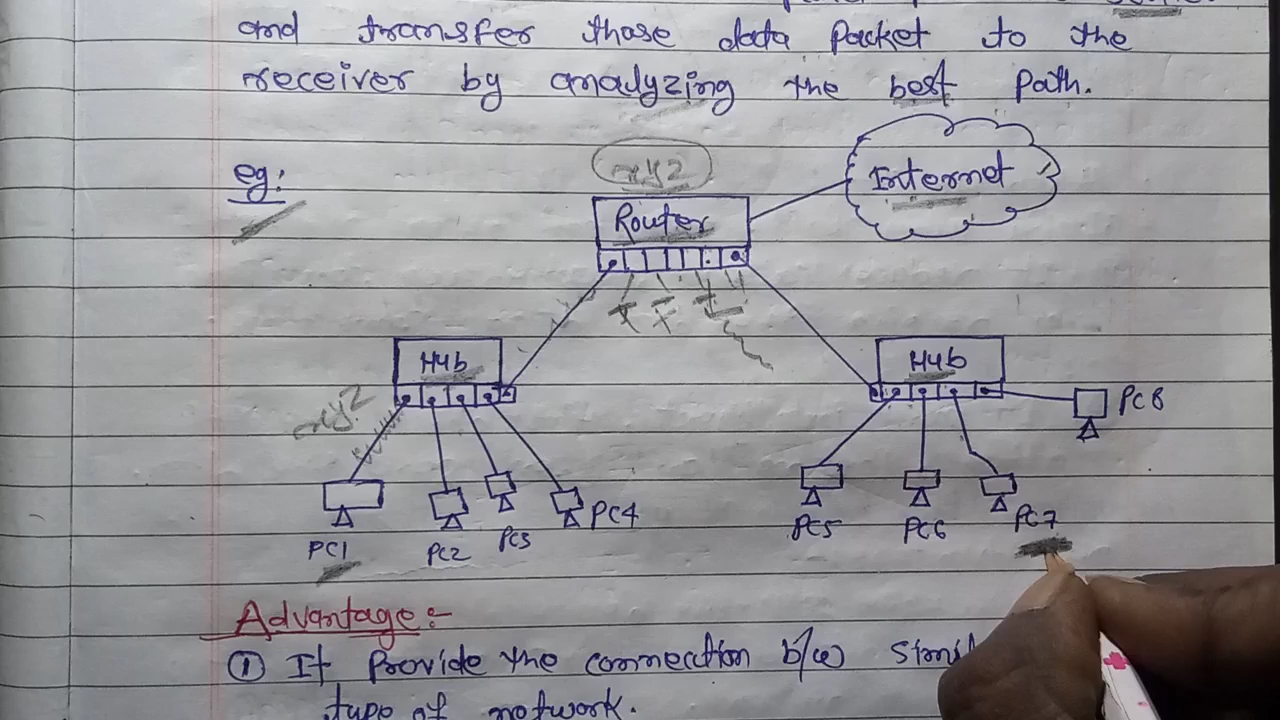 and transfer those data Packet to the
receiver by analyzing the best Path.
eg:
xyz
Router
Internet
Hub
Hub
xyz
PC8
PC1
PC2
PC3
PC4
PC5
PC6
PC7
Advantage:-
① It Provide the connection b/w
type of network.